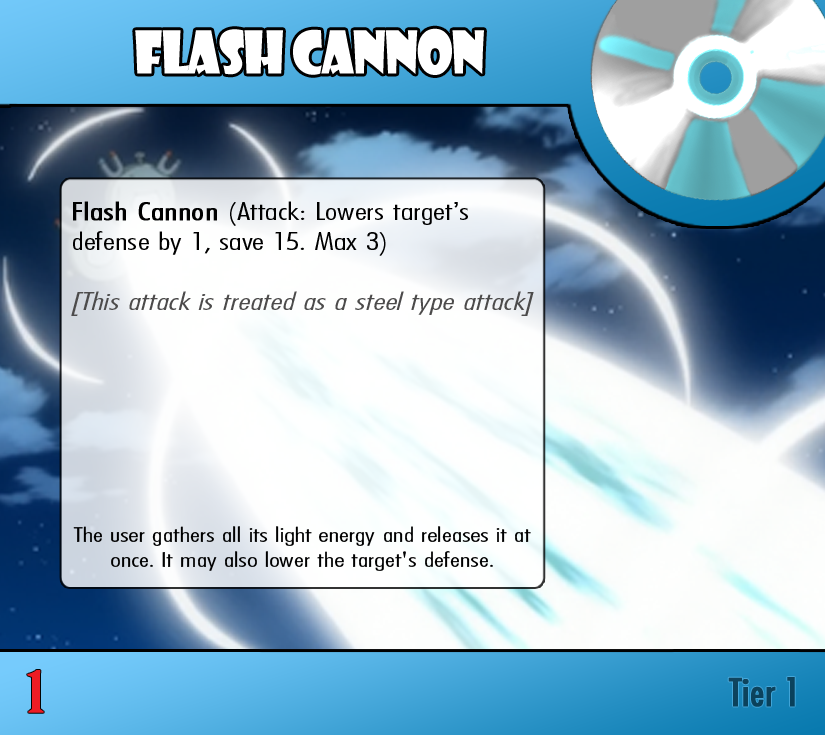 FLASH CANNON
Flash Cannon (Attack: Lowers target's
defense by 1, save 15. Max 3)
[This attack is treated as a steel type attack]
The user gathers all its light energy and releases it at
once. It may also lower the target's defense.
1
Tier 1